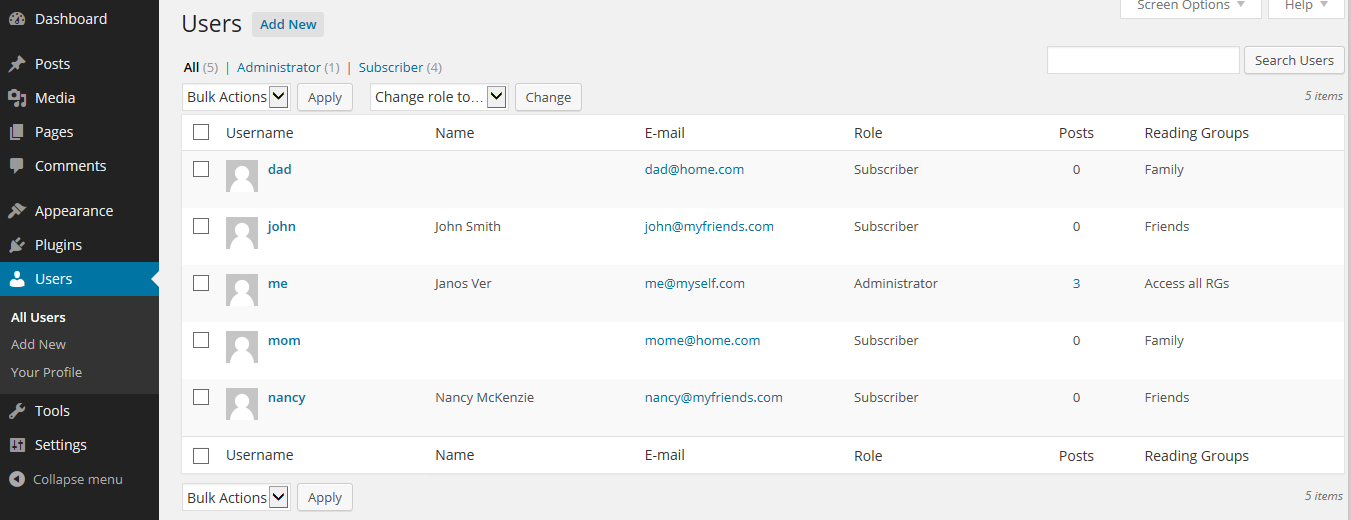 Dashboard
Posts
Media
Pages
Comments
Appearance
Plugins
Users
All Users
Add New
Your Profile
Tools
Settings
Collapse menu
Screen Options Help
Users Add New
All (5) | Administrator (1) | Subscriber (4)
Search Users
Bulk Actions Apply Change role to... Change
5 items
Username Name E-mail Role Posts Reading Groups
dad dad@home.com Subscriber 0 Family
john John Smith john@myfriends.com Subscriber 0 Friends
me Janos Ver me@myself.com Administrator 3 Access all RGs
mom mome@home.com Subscriber 0 Family
nancy Nancy McKenzie nancy@myfriends.com Subscriber 0 Friends
Username Name E-mail Role Posts Reading Groups
Bulk Actions Apply
5 items